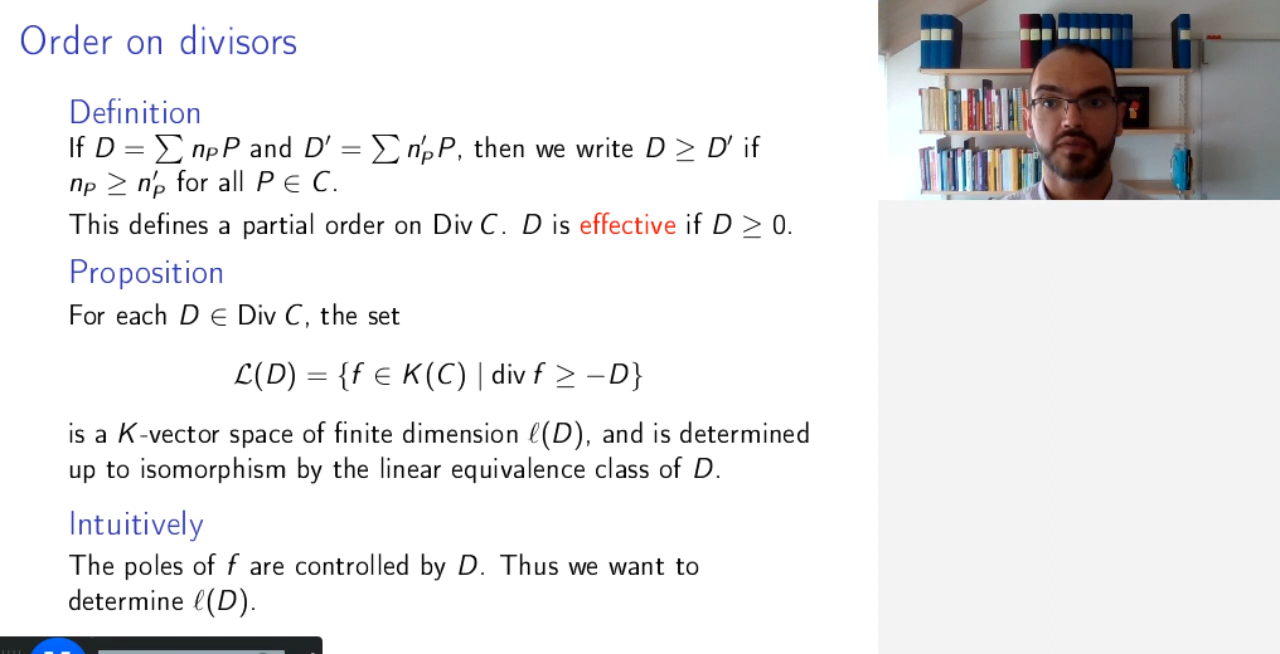 Order on divisors
Definition
If D = ∑ n_P P and D′ = ∑ n′_P P, then we write D ≥ D′ if
n_P ≥ n′_P for all P ∈ C.
This defines a partial order on Div C. D is effective if D ≥ 0.
Proposition
For each D ∈ Div C, the set
ℒ(D) = {f ∈ K(C) | div f ≥ −D}
is a K-vector space of finite dimension ℓ(D), and is determined
up to isomorphism by the linear equivalence class of D.
Intuitively
The poles of f are controlled by D. Thus we want to
determine ℓ(D).